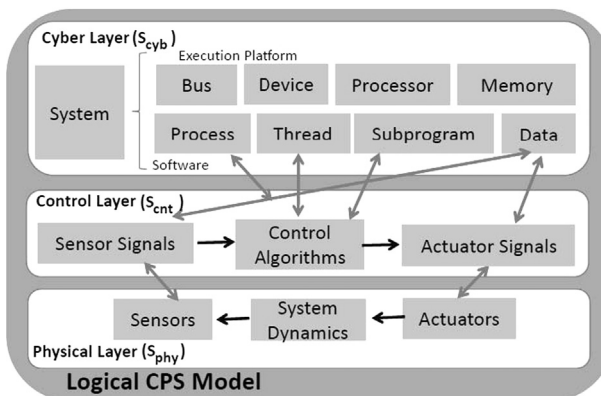 Cyber Layer (Scyb)
Execution Platform
System
Bus
Device
Processor
Memory
Process
Thread
Subprogram
Data
Software
Control Layer (Scnt)
Sensor Signals
Control
Algorithms
Actuator Signals
Sensors
System
Dynamics
Actuators
Physical Layer (Sphy)
Logical CPS Model